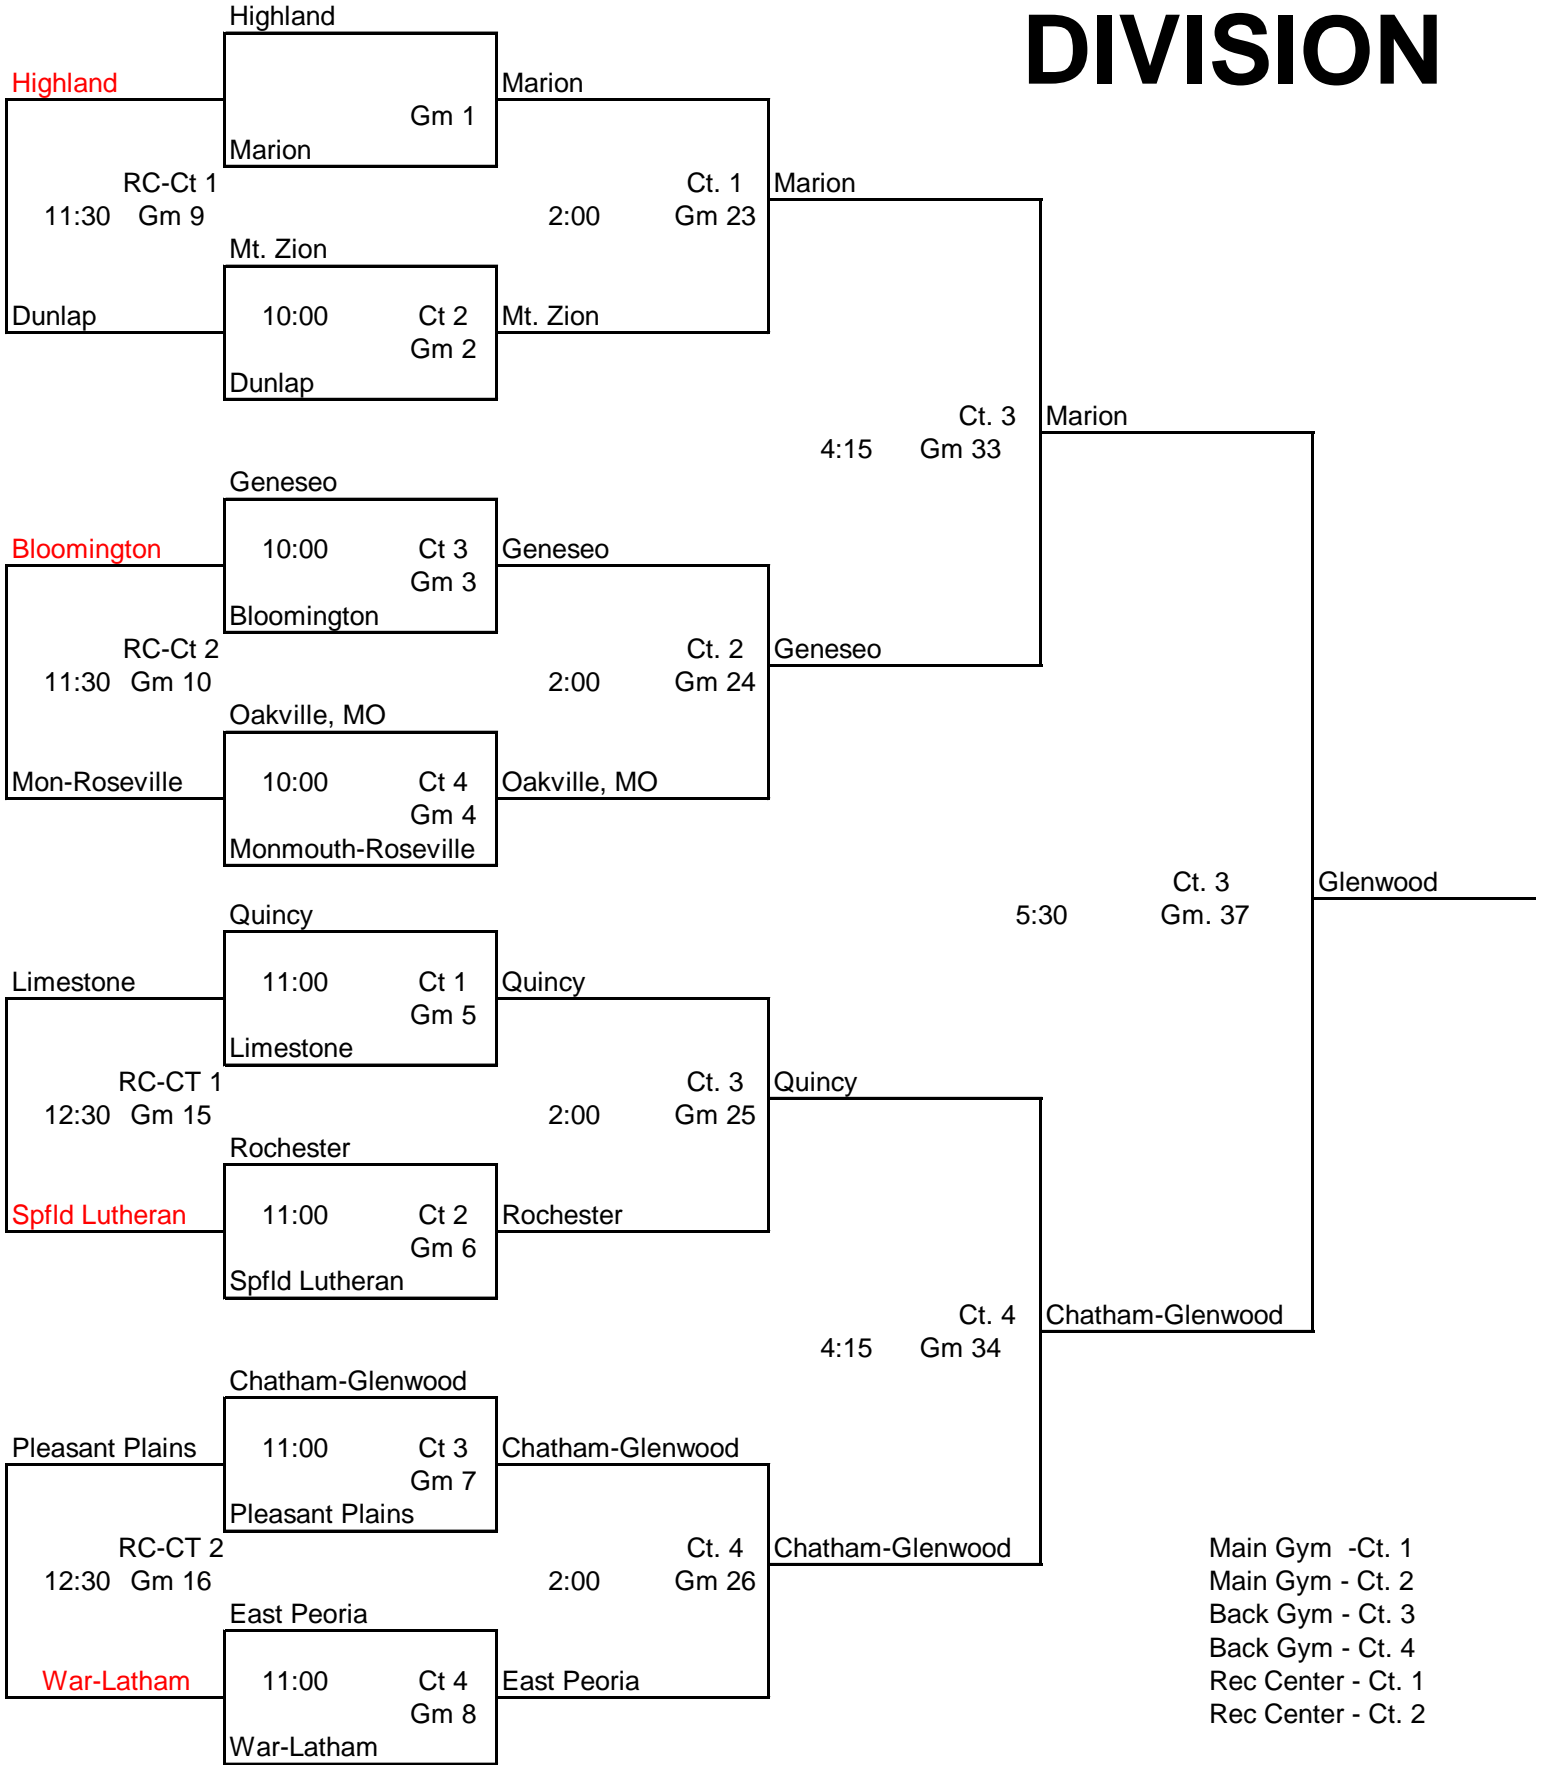 Highland
DIVISION
Highland
Marion
Gm 1
Marion
RC-Ct 1
Ct. 1
Marion
11:30
Gm 9
2:00
Gm 23
Mt. Zion
Dunlap
10:00
Ct 2
Mt. Zion
Gm 2
Dunlap
Ct. 3
Marion
4:15
Gm 33
Geneseo
Bloomington
10:00
Ct 3
Geneseo
Gm 3
Bloomington
RC-Ct 2
Ct. 2
Geneseo
11:30
Gm 10
2:00
Gm 24
Oakville, MO
Mon-Roseville
10:00
Ct 4
Oakville, MO
Gm 4
Monmouth-Roseville
Ct. 3
Glenwood
Quincy
5:30
Gm. 37
Limestone
11:00
Ct 1
Quincy
Gm 5
Limestone
RC-CT 1
Ct. 3
Quincy
12:30
Gm 15
2:00
Gm 25
Rochester
Spfld Lutheran
11:00
Ct 2
Rochester
Gm 6
Spfld Lutheran
Ct. 4
Chatham-Glenwood
4:15
Gm 34
Chatham-Glenwood
Pleasant Plains
11:00
Ct 3
Chatham-Glenwood
Gm 7
Pleasant Plains
RC-CT 2
Ct. 4
Chatham-Glenwood
Main Gym -Ct. 1
12:30
Gm 16
2:00
Gm 26
Main Gym - Ct. 2
East Peoria
Back Gym - Ct. 3
Back Gym - Ct. 4
War-Latham
11:00
Ct 4
East Peoria
Rec Center - Ct. 1
Gm 8
Rec Center - Ct. 2
War-Latham